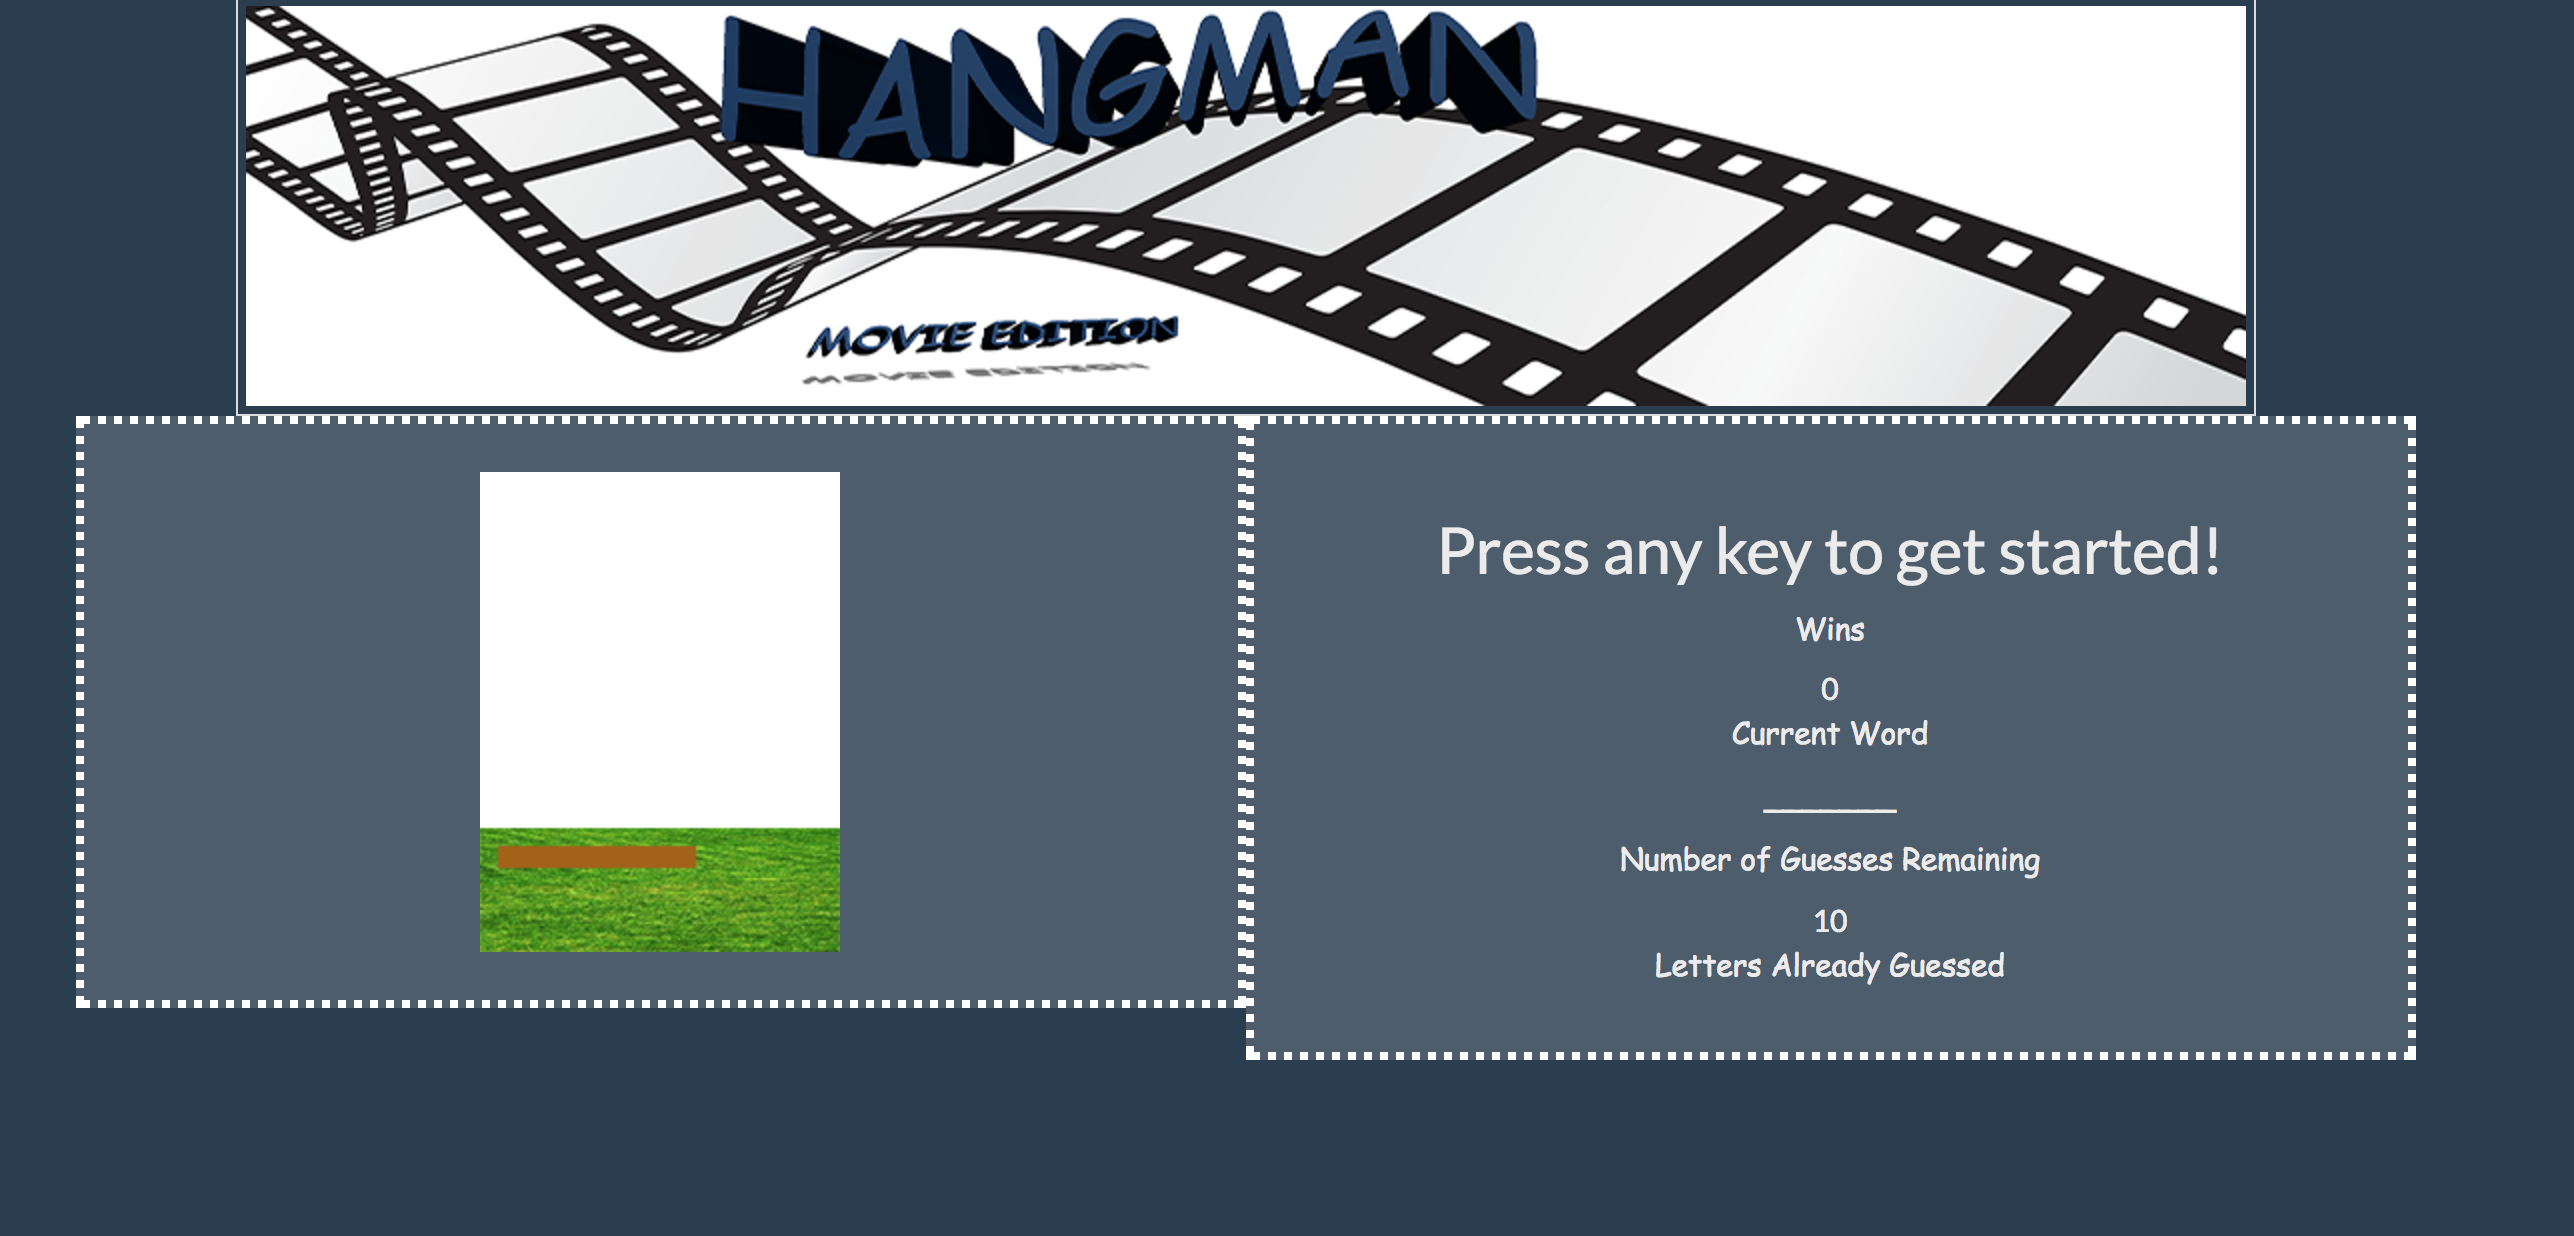 HANGMAN
MOVIE EDITION
Press any key to get started!
Wins
0
Current Word
_______
Number of Guesses Remaining
10
Letters Already Guessed